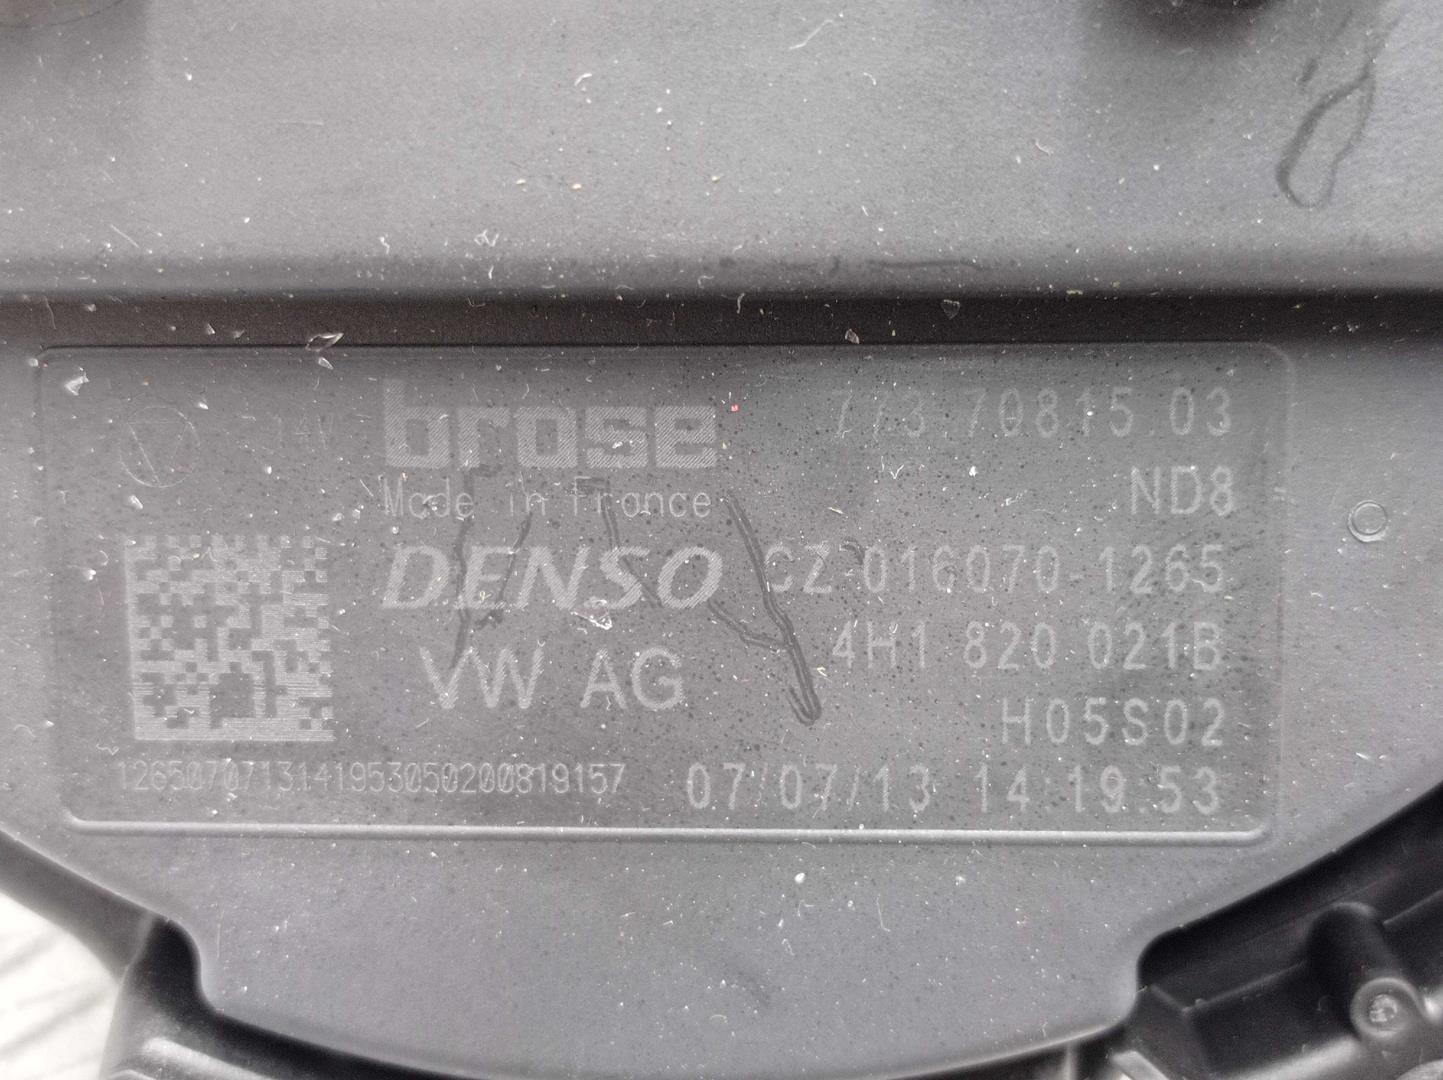 14V brose 773 70815 03
Made in France ND8
DENSO CZ-016070-1265
VW AG 4H1 820 021B
H05S02
1265070713141953050200819157 07/07/13 14:19:53